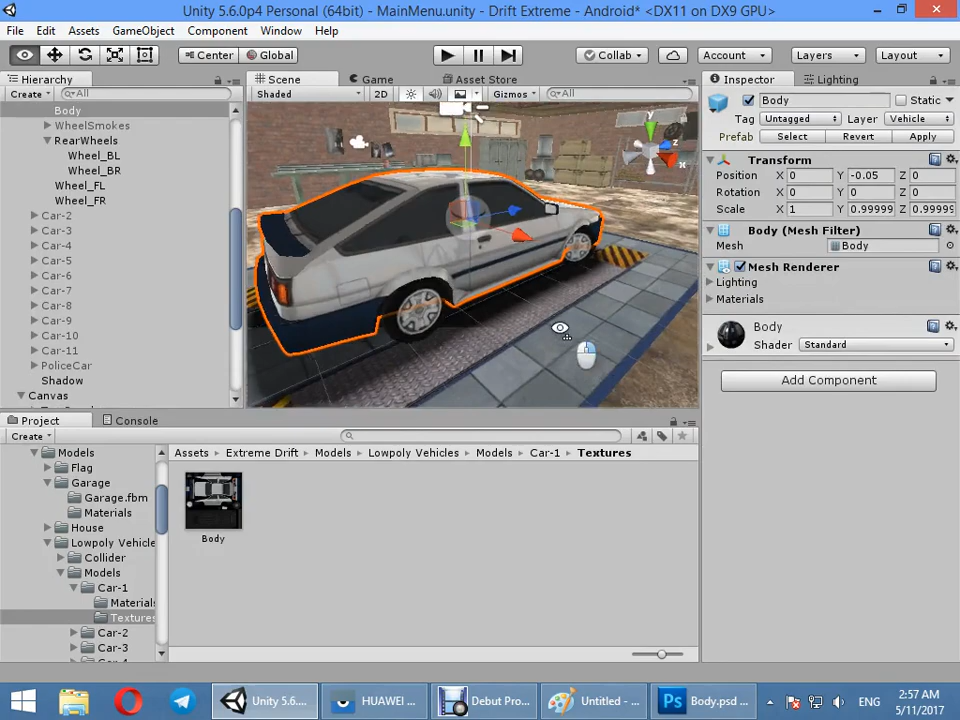 Unity 5.6.0p4 Personal (64bit) - MainMenu.unity - Drift Extreme - Android* <DX11 on DX9 GPU>
File Edit Assets GameObject Component Window Help
Center Global Collab Account Layers Layout
Hierarchy
Create All
Body
WheelSmokes
RearWheels
Wheel_BL
Wheel_BR
Wheel_FL
Wheel_FR
Car-2
Car-3
Car-4
Car-5
Car-6
Car-7
Car-8
Car-9
Car-10
Car-11
PoliceCar
Shadow
Canvas
Scene Game Asset Store
Shaded 2D Gizmos All
y
z
x
Inspector Lighting
Body Static
Tag Untagged Layer Vehicle
Prefab Select Revert Apply
Transform
Position X 0 Y -0.05 Z 0
Rotation X 0 Y 0 Z 0
Scale X 1 Y 0.99999 Z 0.99999
Body (Mesh Filter)
Mesh Body
Mesh Renderer
Lighting
Materials
Body
Shader Standard
Add Component
Project Console
Create
Models
Flag
Garage
Garage.fbm
Materials
House
Lowpoly Vehicle
Collider
Models
Car-1
Materials
Textures
Car-2
Car-3
Assets Extreme Drift Models Lowpoly Vehicles Models Car-1 Textures
Body
Unity 5.6.... HUAWEI ... Debut Pro... Untitled - ... Body.psd ... ENG
2:57 AM
5/11/2017